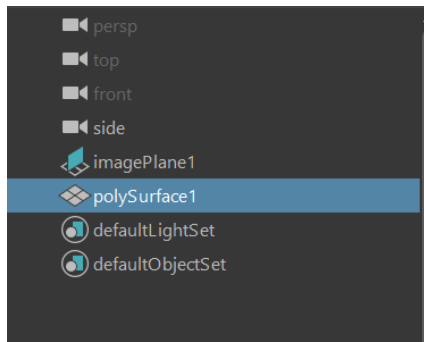 persp
top
front
side
imagePlane1
polySurface1
defaultLightSet
defaultObjectSet